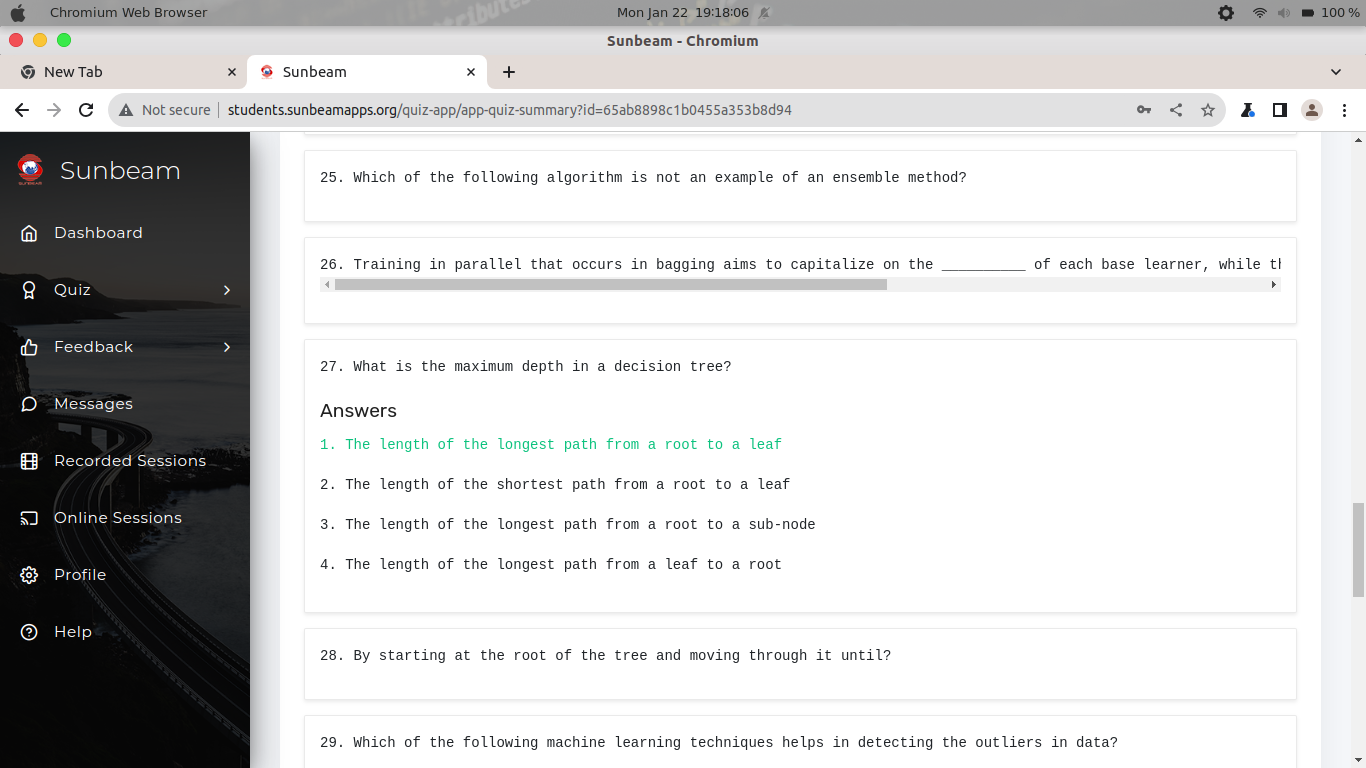 Chromium Web Browser
Mon Jan 22 19:18:06
100 %
Sunbeam - Chromium
New Tab
Sunbeam
Not secure
students.sunbeamapps.org/quiz-app/app-quiz-summary?id=65ab8898c1b0455a353b8d94
Sunbeam
Dashboard
Quiz
Feedback
Messages
Recorded Sessions
Online Sessions
Profile
Help
25. Which of the following algorithm is not an example of an ensemble method?
26. Training in parallel that occurs in bagging aims to capitalize on the __________ of each base learner, while
27. What is the maximum depth in a decision tree?
Answers
1. The length of the longest path from a root to a leaf
2. The length of the shortest path from a root to a leaf
3. The length of the longest path from a root to a sub-node
4. The length of the longest path from a leaf to a root
28. By starting at the root of the tree and moving through it until?
29. Which of the following machine learning techniques helps in detecting the outliers in data?